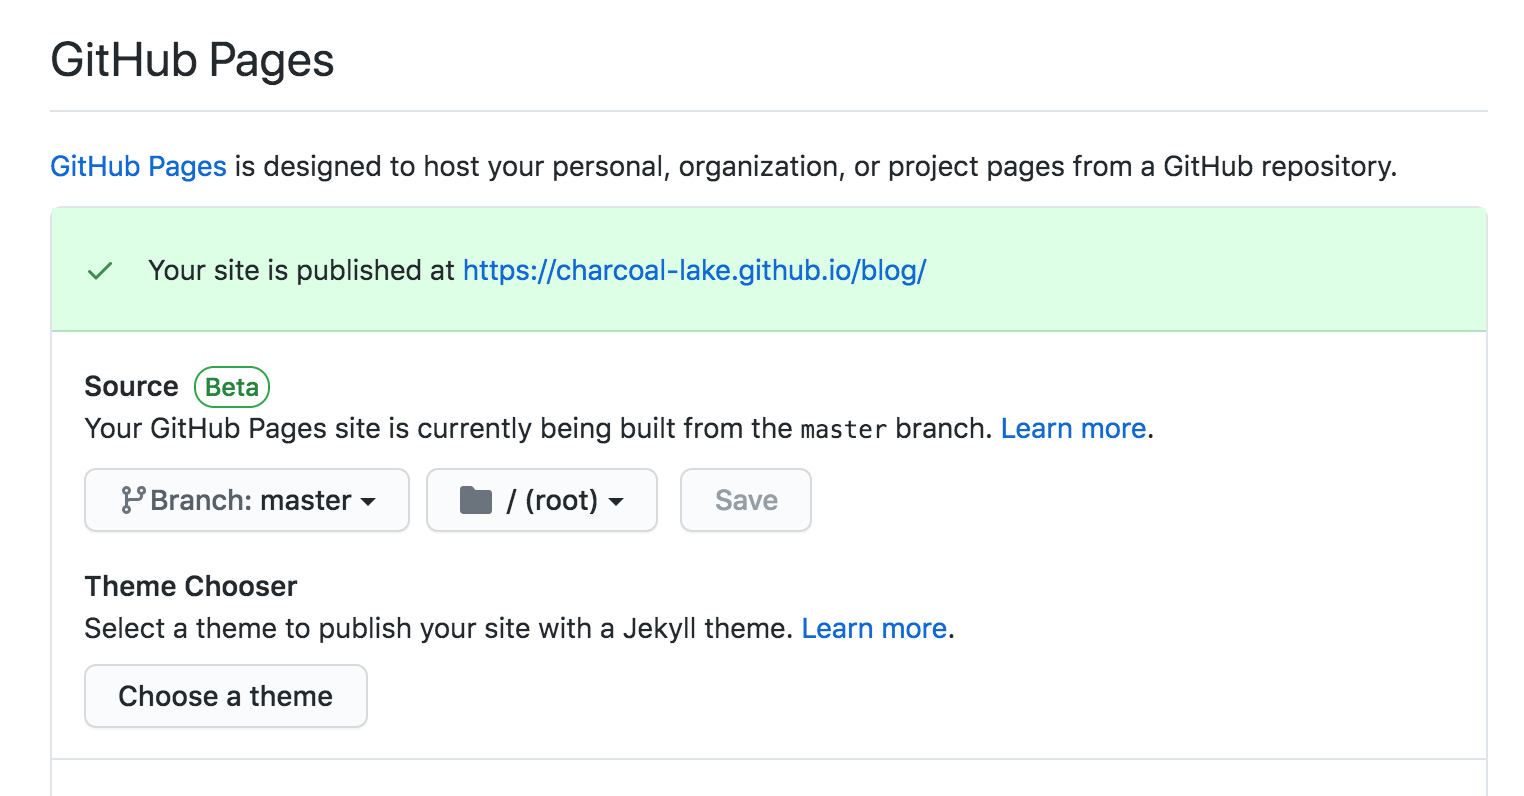 GitHub Pages
GitHub Pages is designed to host your personal, organization, or project pages from a GitHub repository.
Your site is published at https://charcoal-lake.github.io/blog/
Source Beta
Your GitHub Pages site is currently being built from the master branch. Learn more.
Branch: master / (root) Save
Theme Chooser
Select a theme to publish your site with a Jekyll theme. Learn more.
Choose a theme